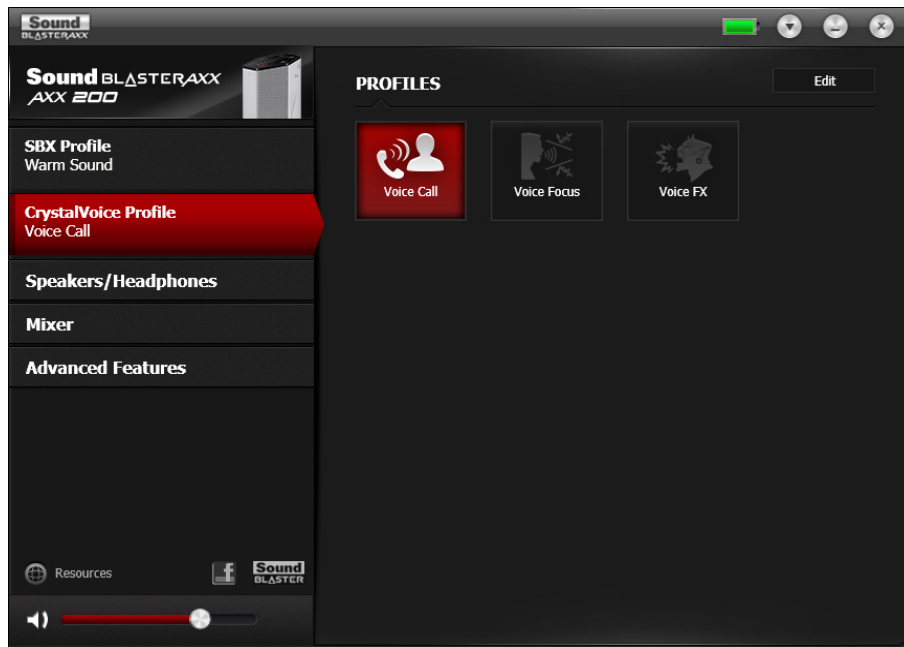 Sound
BLASTERAXX
Sound BLASTERAXX
AXX 200
SBX Profile
Warm Sound
CrystalVoice Profile
Voice Call
Speakers/Headphones
Mixer
Advanced Features
Resources
f
Sound
BLASTER
PROFILES
Edit
Voice Call
Voice Focus
Voice FX